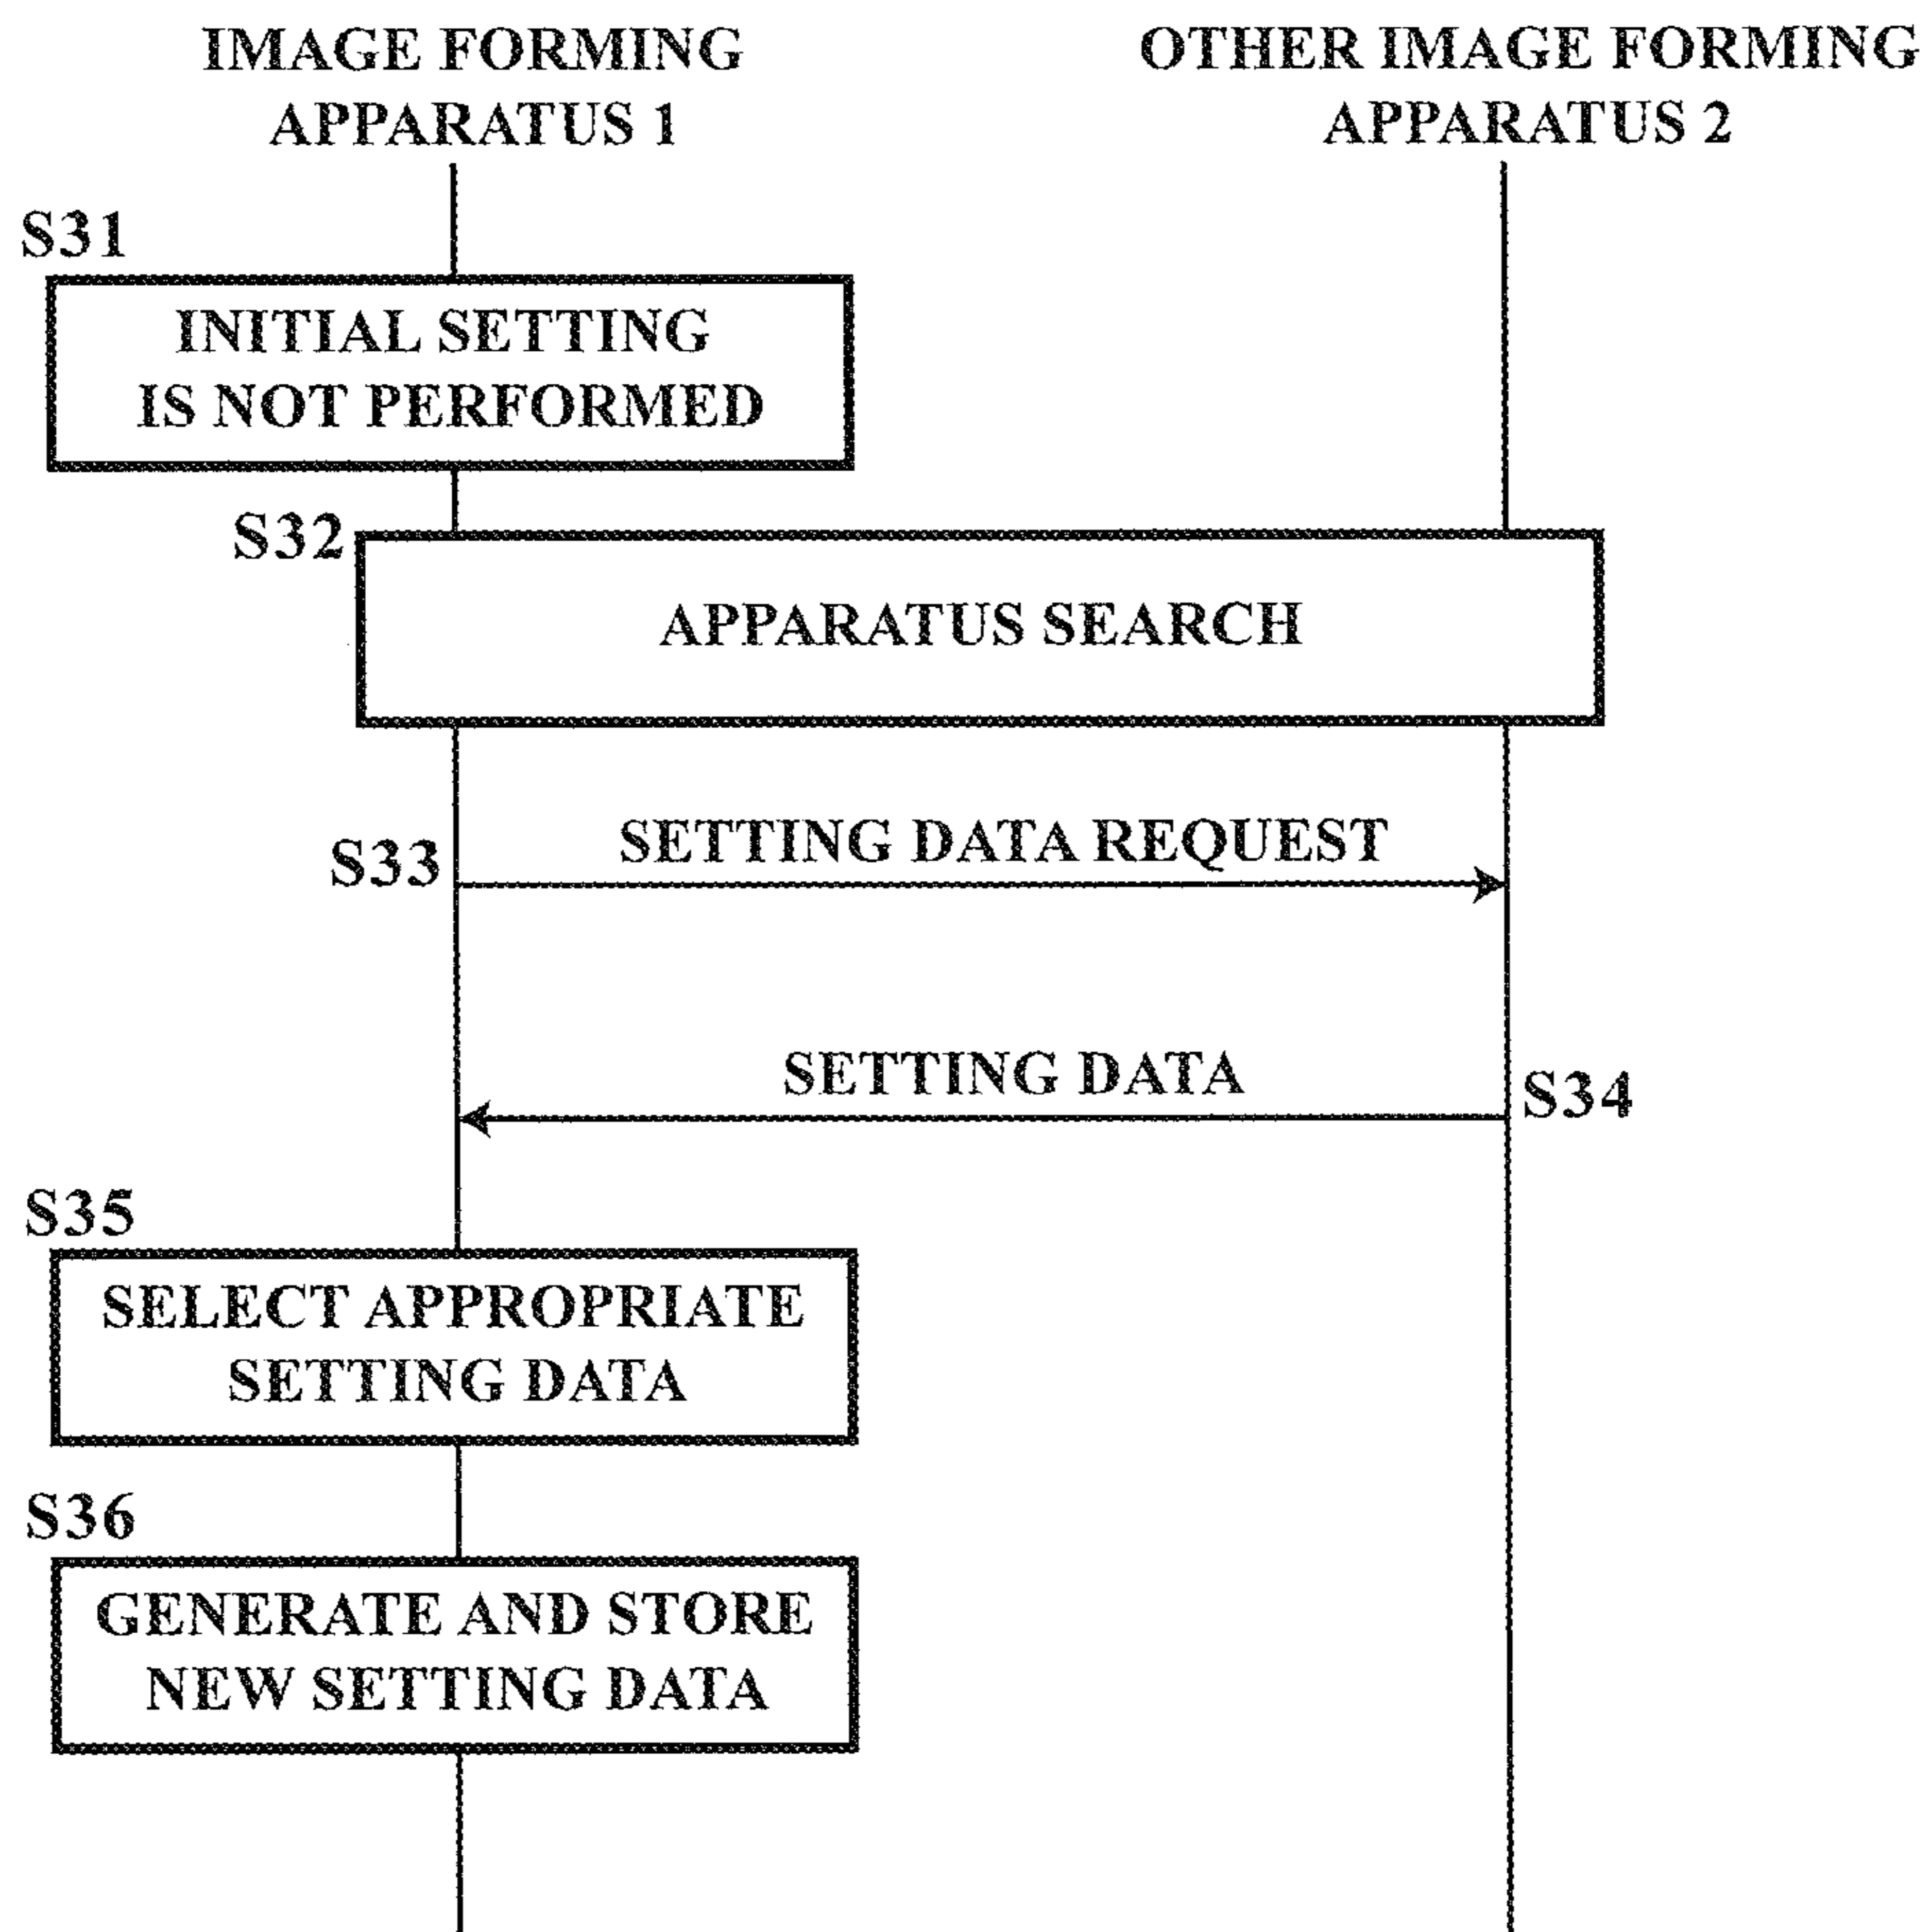 IMAGE FORMING
APPARATUS 1
OTHER IMAGE FORMING
APPARATUS 2
S31
INITIAL SETTING
IS NOT PERFORMED
S32
APPARATUS SEARCH
S33
SETTING DATA REQUEST
SETTING DATA
S34
S35
SELECT APPROPRIATE
SETTING DATA
S36
GENERATE AND STORE
NEW SETTING DATA